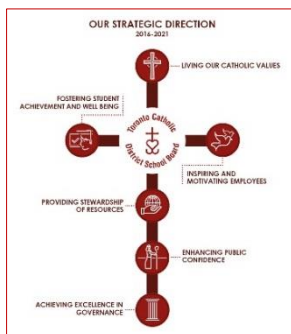 OUR STRATEGIC DIRECTION
2016-2021
LIVING OUR CATHOLIC VALUES
FOSTERING STUDENT
ACHIEVEMENT AND WELL BEING
Toronto Catholic
District School Board
INSPIRING AND
MOTIVATING EMPLOYEES
PROVIDING STEWARDSHIP
OF RESOURCES
ENHANCING PUBLIC
CONFIDENCE
ACHIEVING EXCELLENCE IN
GOVERNANCE